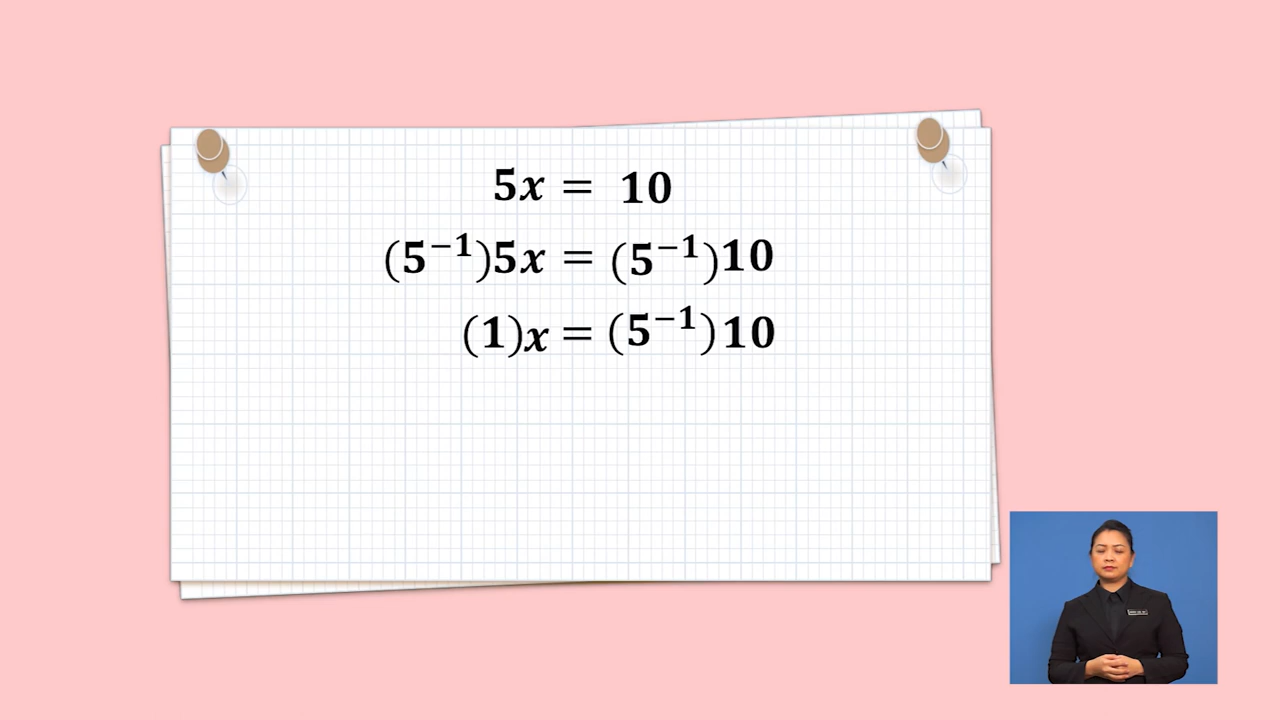 5x = 10
(5⁻¹)5x = (5⁻¹)10
(1)x = (5⁻¹)10